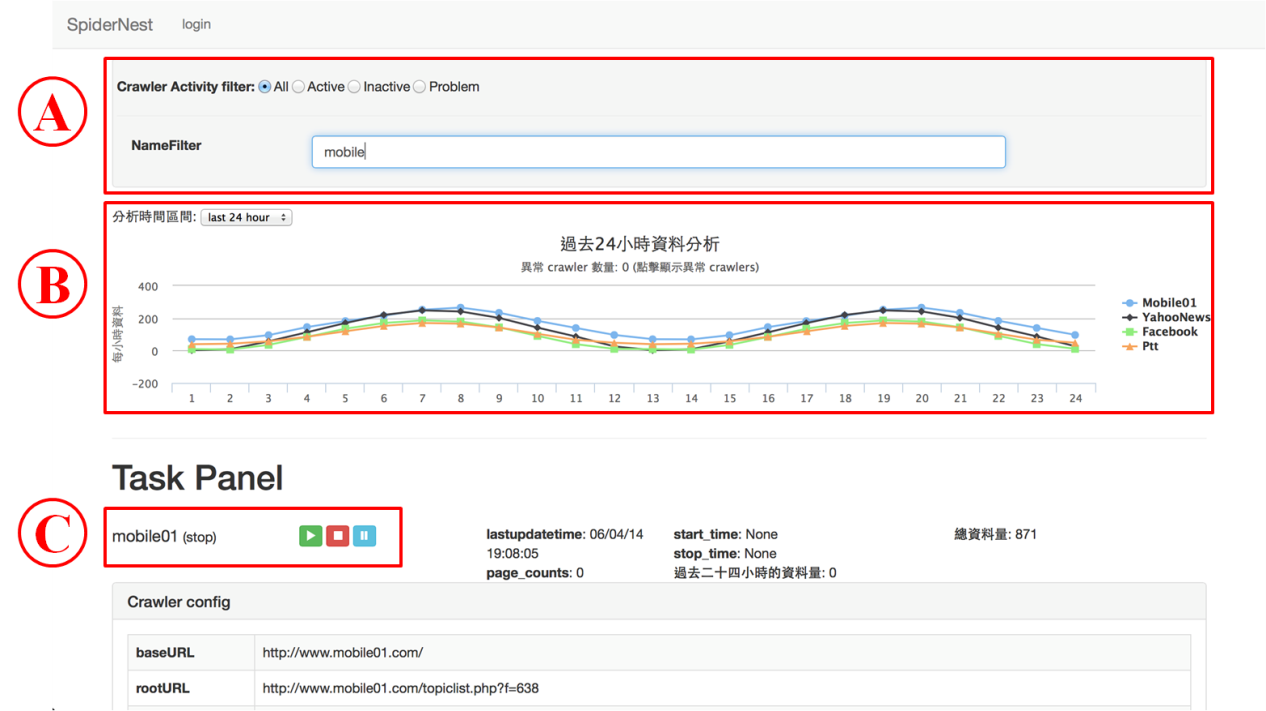 SpiderNest login
A
Crawler Activity filter: All Active Inactive Problem
NameFilter mobile
B
分析時間區間: last 24 hour
過去24小時資料分析
異常 crawler 數量: 0 (點擊顯示異常 crawlers)
每小時資料
400
200
0
-200
1 2 3 4 5 6 7 8 9 10 11 12 13 14 15 16 17 18 19 20 21 22 23 24
Mobile01
YahooNews
Facebook
Ptt
Task Panel
C
mobile01 (stop)
lastupdatetime: 06/04/14
19:08:05
page_counts: 0
start_time: None
stop_time: None
過去二十四小時的資料量: 0
總資料量: 871
Crawler config
baseURL http://www.mobile01.com/
rootURL http://www.mobile01.com/topiclist.php?f=638